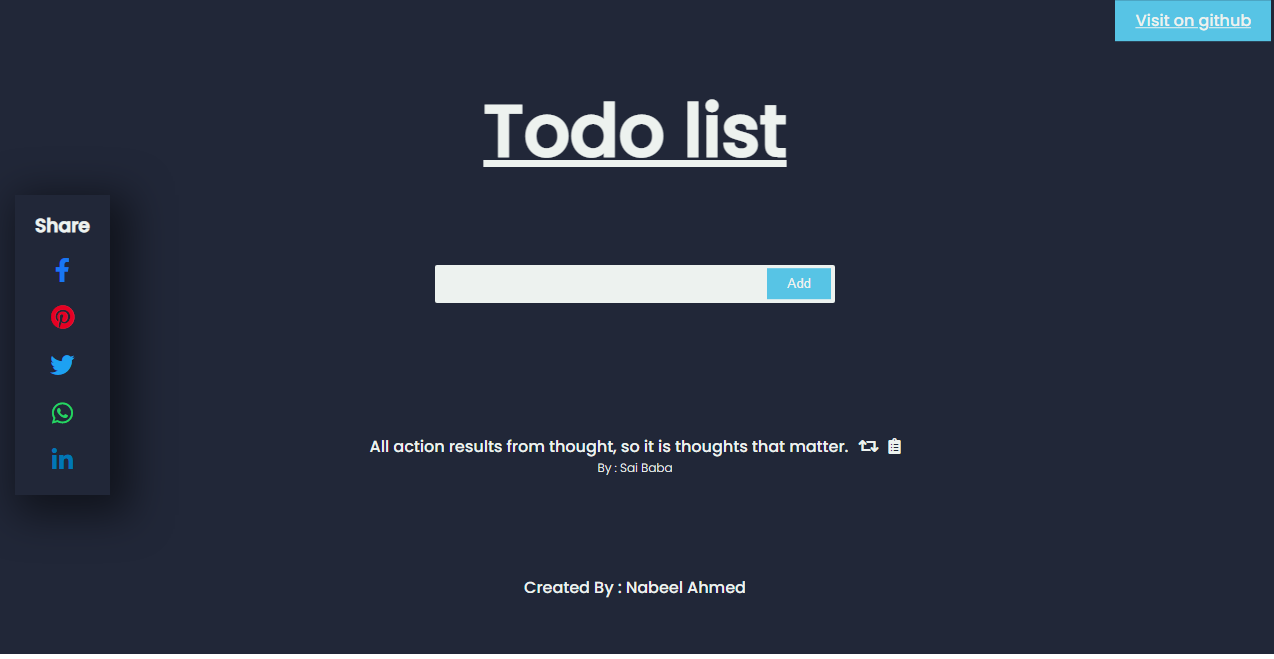 Visit on github
Todo list
Share
Add
All action results from thought, so it is thoughts that matter.
By : Sai Baba
Created By : Nabeel Ahmed